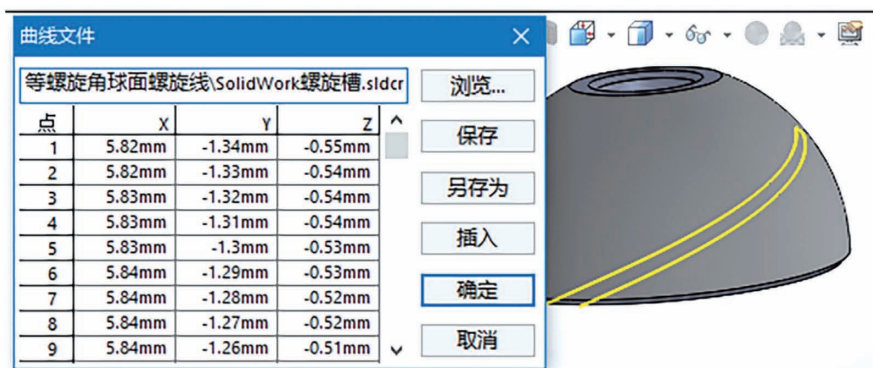 曲线文件
等螺旋角球面螺旋线\SolidWork螺旋槽.sldcr
浏览...
点 X Y Z
1 5.82mm -1.34mm -0.55mm
保存
2 5.82mm -1.33mm -0.54mm
3 5.83mm -1.32mm -0.54mm
另存为
4 5.83mm -1.31mm -0.54mm
5 5.83mm -1.3mm -0.53mm
插入
6 5.84mm -1.29mm -0.53mm
7 5.84mm -1.28mm -0.52mm
确定
8 5.84mm -1.27mm -0.52mm
9 5.84mm -1.26mm -0.51mm
取消